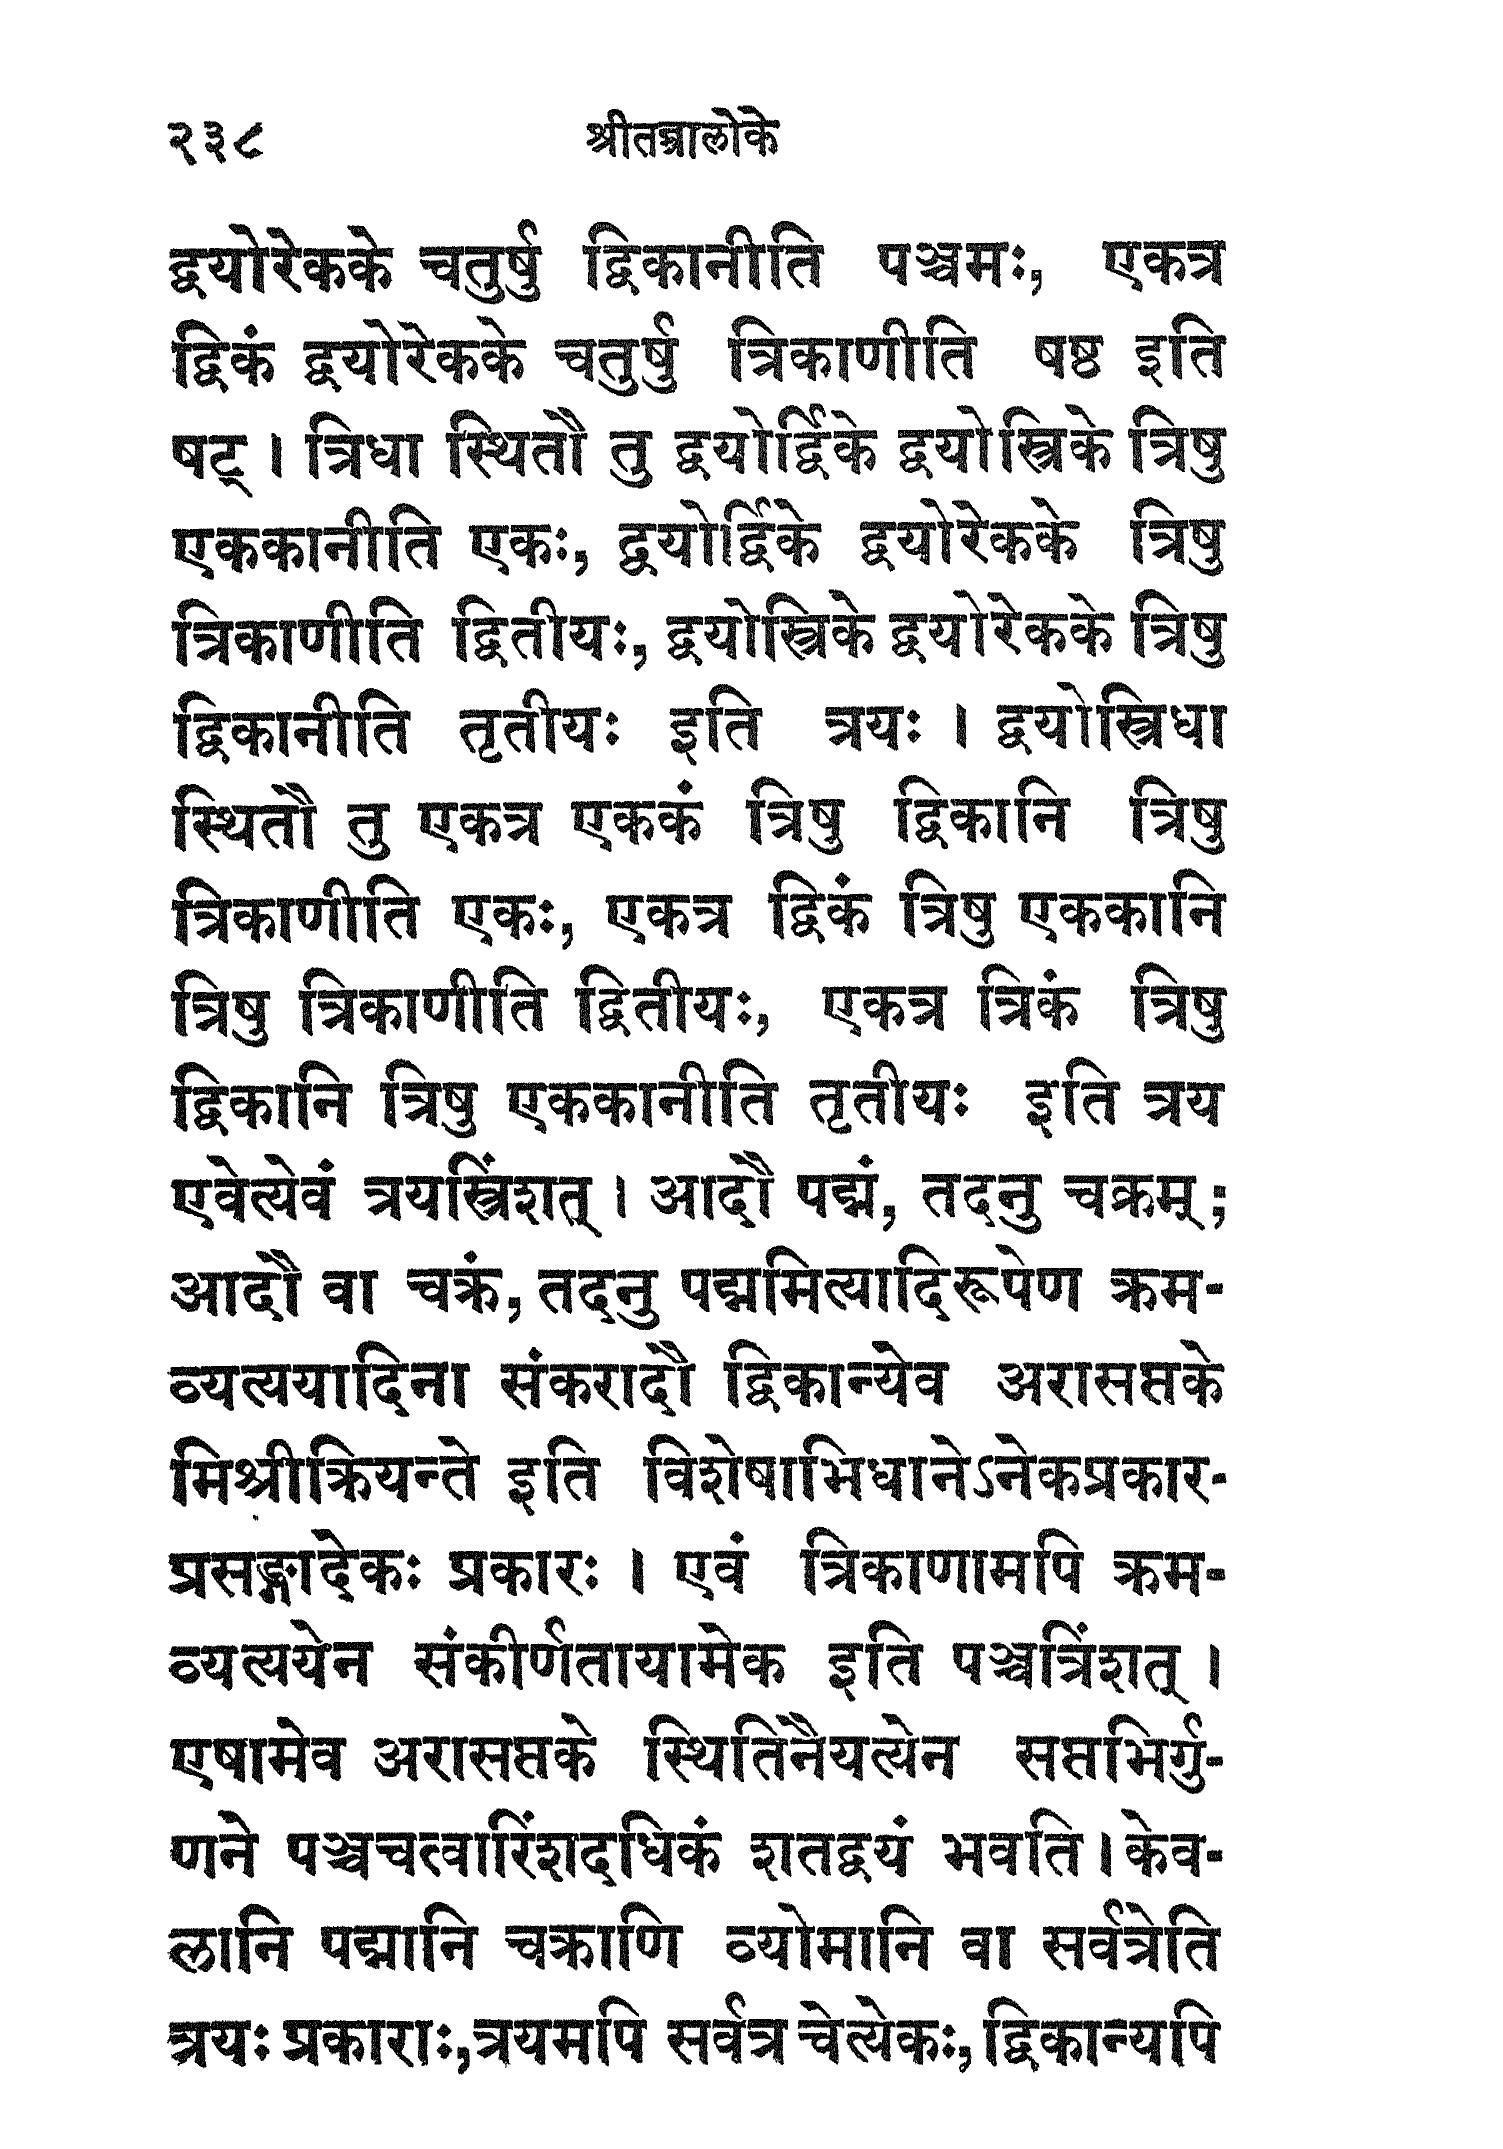 २३८ श्रीतन्त्रालोके
द्वयोरेकके चतुर्षु द्विकानीति पञ्चमः, एकत्र
द्विकं द्वयोरेकके चतुर्षु त्रिकाणीति षष्ठ इति
षट् । त्रिधा स्थितौ तु द्वयोर्द्विके द्वयोस्त्रिके त्रिषु
एककानीति एकः, द्वयोर्द्विके द्वयोरेकके त्रिषु
त्रिकाणीति द्वितीयः, द्वयोस्त्रिके द्वयोरेकके त्रिषु
द्विकानीति तृतीयः इति त्रयः । द्वयोस्त्रिधा
स्थितौ तु एकत्र एककं त्रिषु द्विकानि त्रिषु
त्रिकाणीति एकः, एकत्र द्विकं त्रिषु एककानि
त्रिषु त्रिकाणीति द्वितीयः, एकत्र त्रिकं त्रिषु
द्विकानि त्रिषु एककानीति तृतीयः इति त्रय
एवेत्येवं त्रयस्त्रिंशत् । आदौ पद्मं, तदनु चक्रम् ;
आदौ वा चक्रं, तदनु पद्ममित्यादिरूपेण क्रम-
व्यत्ययादिना संकरादौ द्विकान्येव अरासप्तके
मिश्रीक्रियन्ते इति विशेषाभिधानेऽनेकप्रकार-
प्रसङ्गादेकः प्रकारः । एवं त्रिकाणामपि क्रम-
व्यत्ययेन संकीर्णतायामेक इति पञ्चत्रिंशत् ।
एषामेव अरासप्तके स्थितिनैयत्येन सप्तभिर्गु-
णने पञ्चचत्वारिंशदधिकं शतद्वयं भवति । केव-
लानि पद्मानि चक्राणि व्योमानि वा सर्वत्रेति
त्रयः प्रकाराः, त्रयमपि सर्वत्र चेत्येकः, द्विकान्यपि